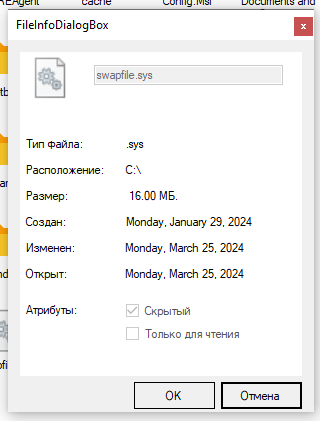 REAgent cache Config.Msi Documents and
FileInfoDialogBox
swapfile.sys
Тип файла: .sys
Расположение: C:\
Размер: 16.00 МБ.
Создан: Monday, January 29, 2024
Изменен: Monday, March 25, 2024
Открыт: Monday, March 25, 2024
Атрибуты: Скрытый
Только для чтения
OK Отмена